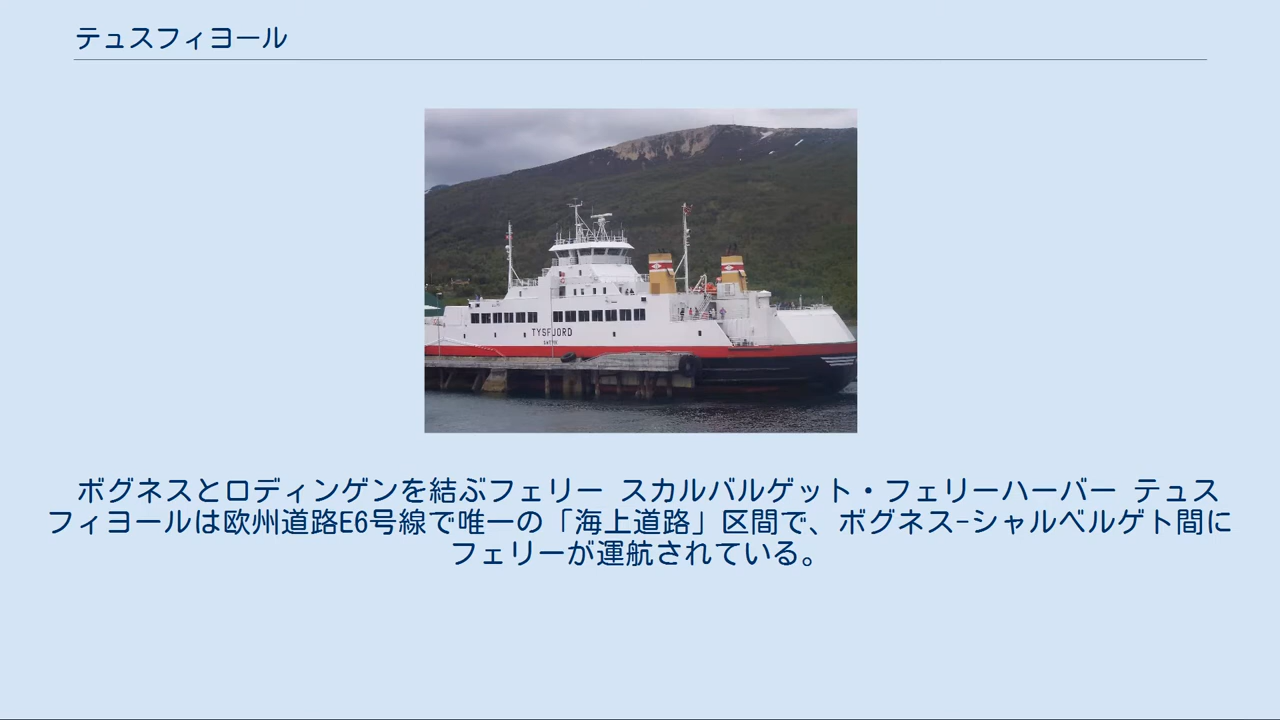 テュスフィヨール
TYSFJORD
ボグネスとロディンゲンを結ぶフェリー スカルバルゲット・フェリーハーバー テュス
フィヨールは欧州道路E6号線で唯一の「海上道路」区間で、ボグネス-シャルベルゲト間に
フェリーが運航されている。